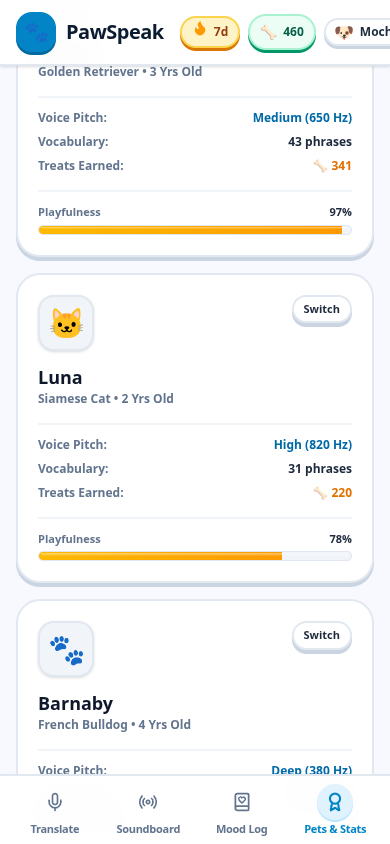 PawSpeak 7d 460
Golden Retriever • 3 Yrs Old
Voice Pitch: Medium (650 Hz)
Vocabulary: 43 phrases
Treats Earned: 341
Playfulness 97%
Switch
Luna
Siamese Cat • 2 Yrs Old
Voice Pitch: High (820 Hz)
Vocabulary: 31 phrases
Treats Earned: 220
Playfulness 78%
Switch
Barnaby
French Bulldog • 4 Yrs Old
Voice Pitch: Deep (380 Hz)
Translate Soundboard Mood Log Pets & Stats